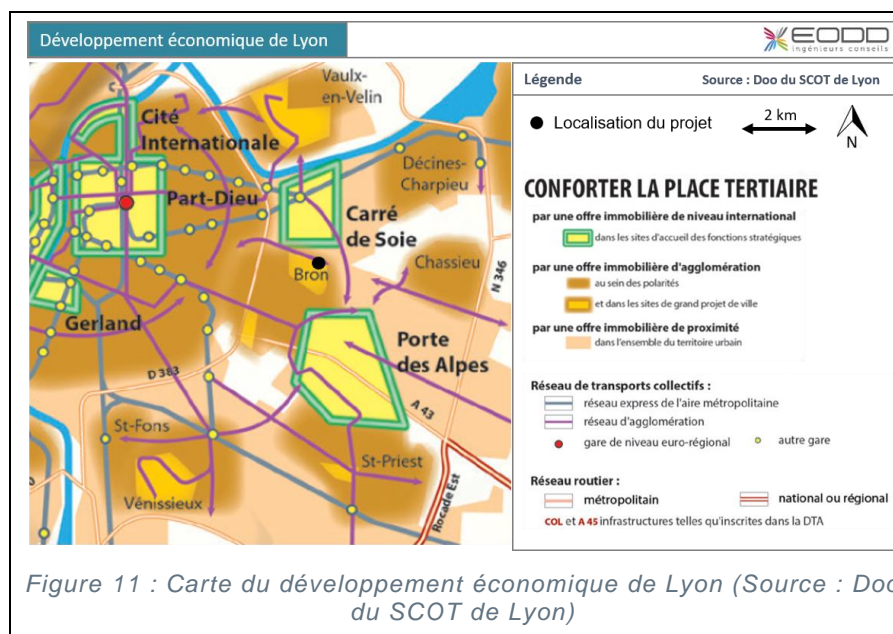 Développement économique de Lyon
EODD
ingénieurs conseils
Vaulx-
en-Velin
Cité
Internationale
Décines-
Charpieu
Part-Dieu
Carré
de Soie
Bron
Chassieu
N 346
Gerland
Porte
des Alpes
D 383
A 43
St-Fons
St-Priest
Vénissieux
Rocade Est
Légende
Source : Doo du SCOT de Lyon
Localisation du projet
2 km
N
CONFORTER LA PLACE TERTIAIRE
par une offre immobilière de niveau international
dans les sites d'accueil des fonctions stratégiques
par une offre immobilière d'agglomération
au sein des polarités
et dans les sites de grand projet de ville
par une offre immobilière de proximité
dans l'ensemble du territoire urbain
Réseau de transports collectifs :
réseau express de l'aire métropolitaine
réseau d'agglomération
gare de niveau euro-régional
autre gare
Réseau routier :
métropolitain
national ou régional
COL et A 45 infrastructures telles qu'inscrites dans la DTA
Figure 11 : Carte du développement économique de Lyon (Source : Doo
du SCOT de Lyon)